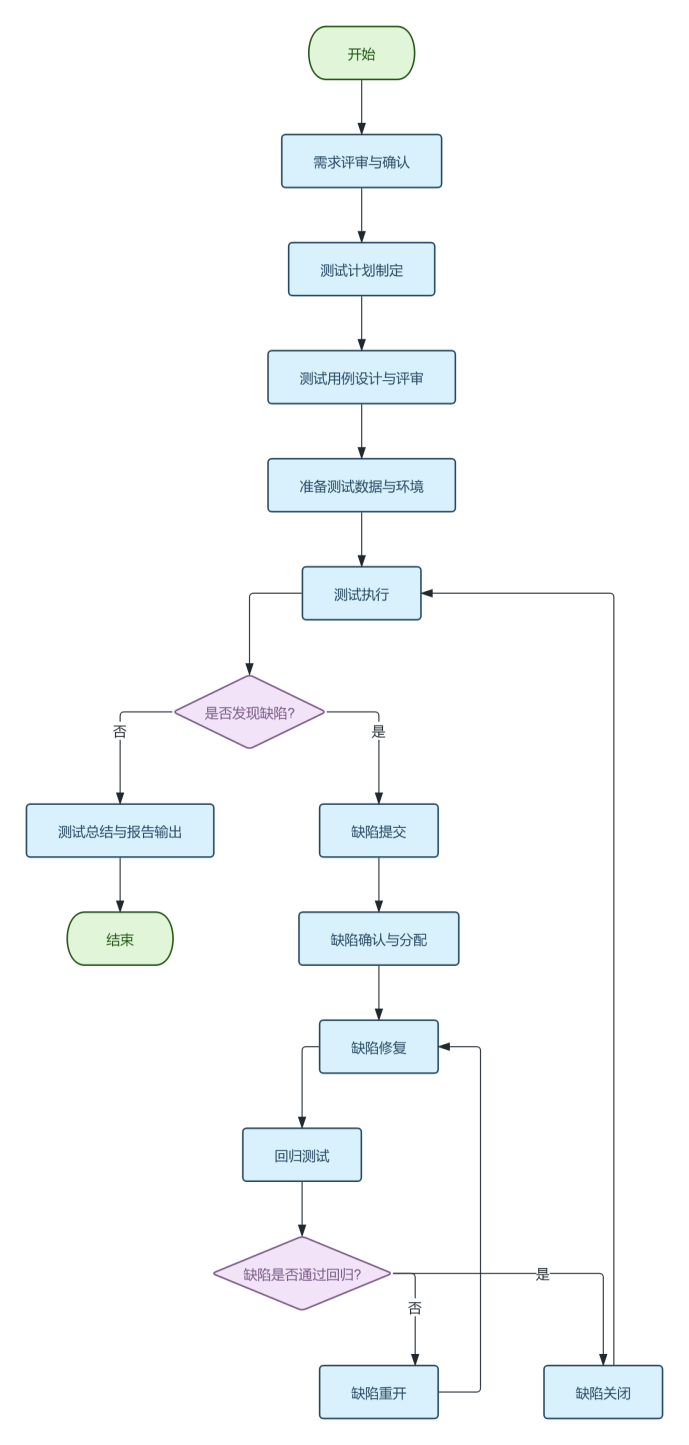 开始
需求评审与确认
测试计划制定
测试用例设计与评审
准备测试数据与环境
测试执行
是否发现缺陷?
否
是
测试总结与报告输出
缺陷提交
结束
缺陷确认与分配
缺陷修复
回归测试
缺陷是否通过回归?
是
否
缺陷重开
缺陷关闭